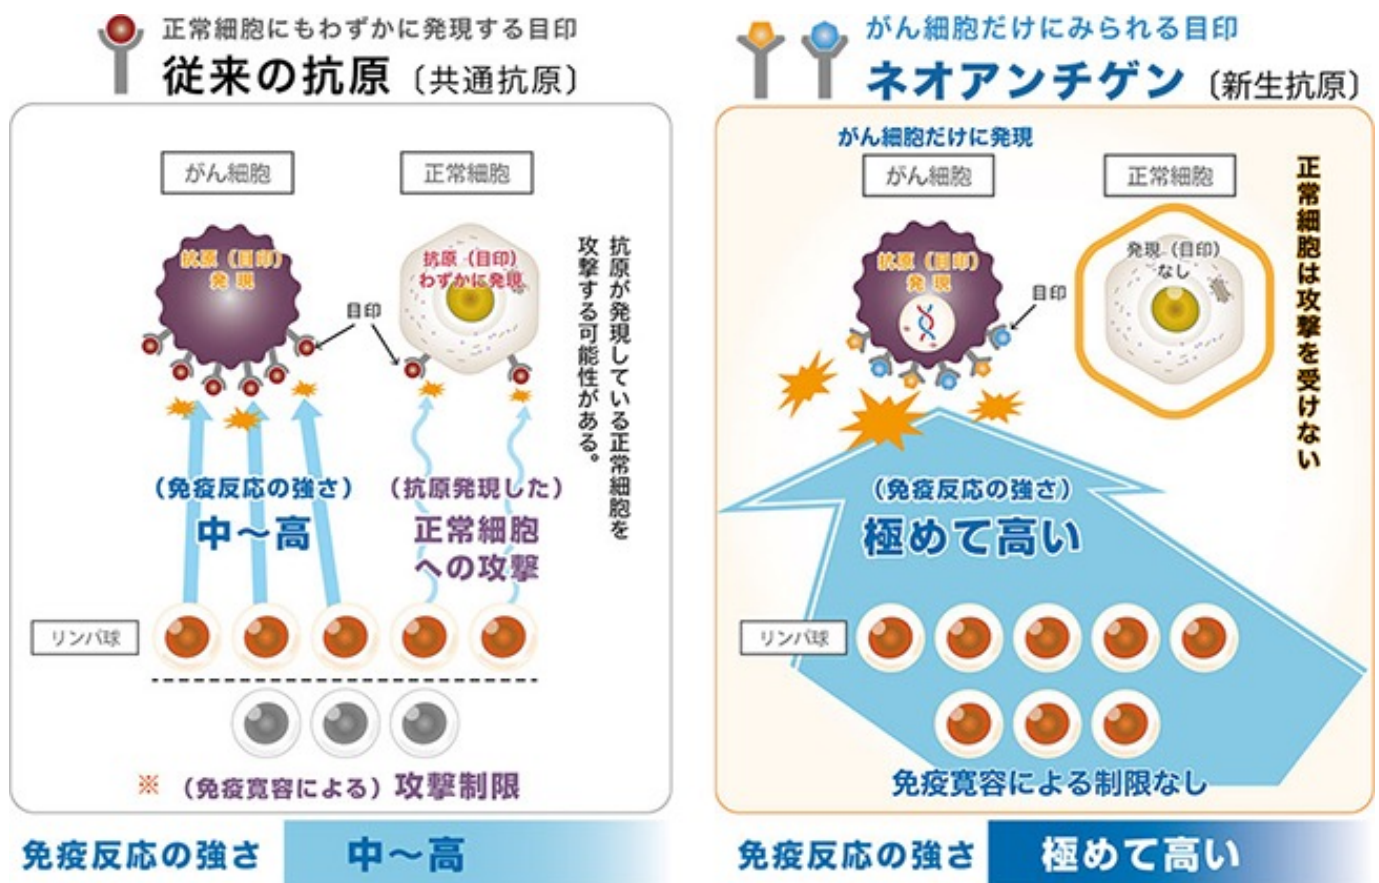 正常細胞にもわずかに発現する目印
従来の抗原〔共通抗原〕
がん細胞
正常細胞
抗原（目印）
発現
抗原（目印）
わずかに発現
目印
抗原が発現している正常細胞を
攻撃する可能性がある。
（免疫反応の強さ）
中〜高
（抗原発現した）
正常細胞
への攻撃
リンパ球
※（免疫寛容による）攻撃制限
免疫反応の強さ
中〜高
がん細胞だけにみられる目印
ネオアンチゲン〔新生抗原〕
がん細胞だけに発現
がん細胞
正常細胞
抗原（目印）
発現
発現（目印）
なし
目印
正常細胞は攻撃を受けない
（免疫反応の強さ）
極めて高い
リンパ球
免疫寛容による制限なし
免疫反応の強さ
極めて高い